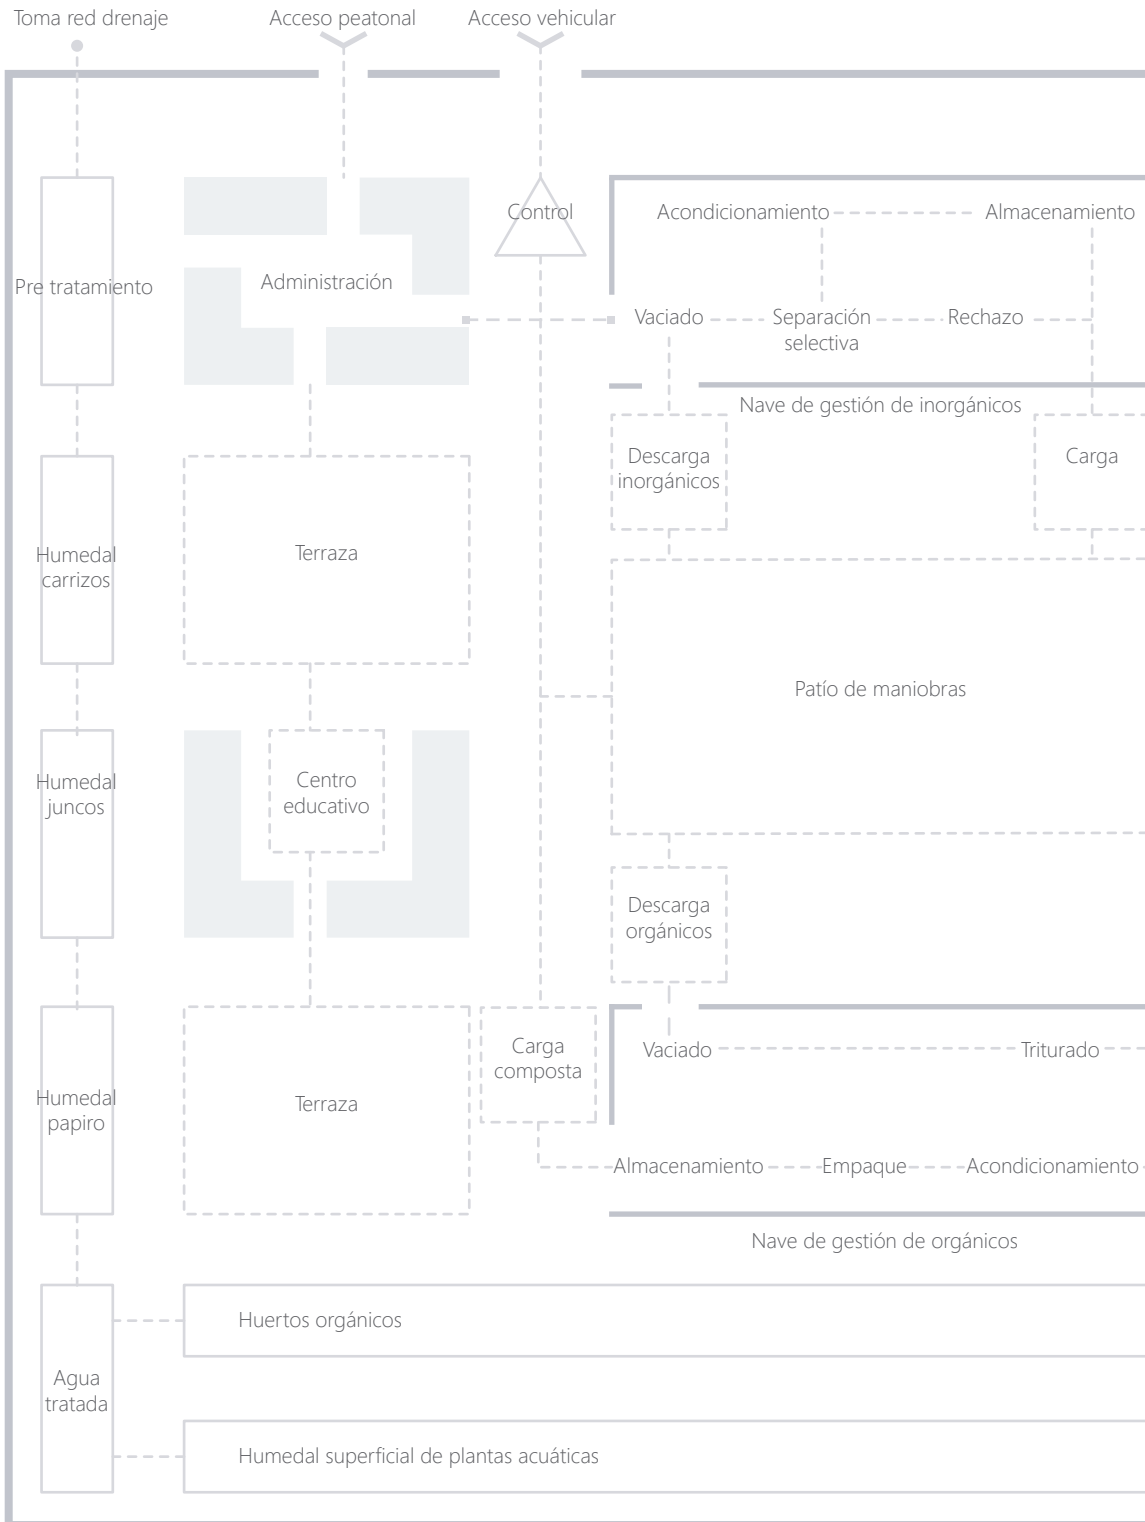 Toma red drenaje
Acceso peatonal
Acceso vehicular
Control
Acondicionamiento
Almacenamiento
Pre tratamiento
Administración
Vaciado
Separación
selectiva
Rechazo
Nave de gestión de inorgánicos
Descarga
inorgánicos
Carga
Humedal
carrizos
Terraza
Patío de maniobras
Humedal
juncos
Centro
educativo
Descarga
orgánicos
Carga
composta
Vaciado
Triturado
Humedal
papiro
Terraza
Almacenamiento
Empaque
Acondicionamiento
Nave de gestión de orgánicos
Huertos orgánicos
Agua
tratada
Humedal superficial de plantas acuáticas